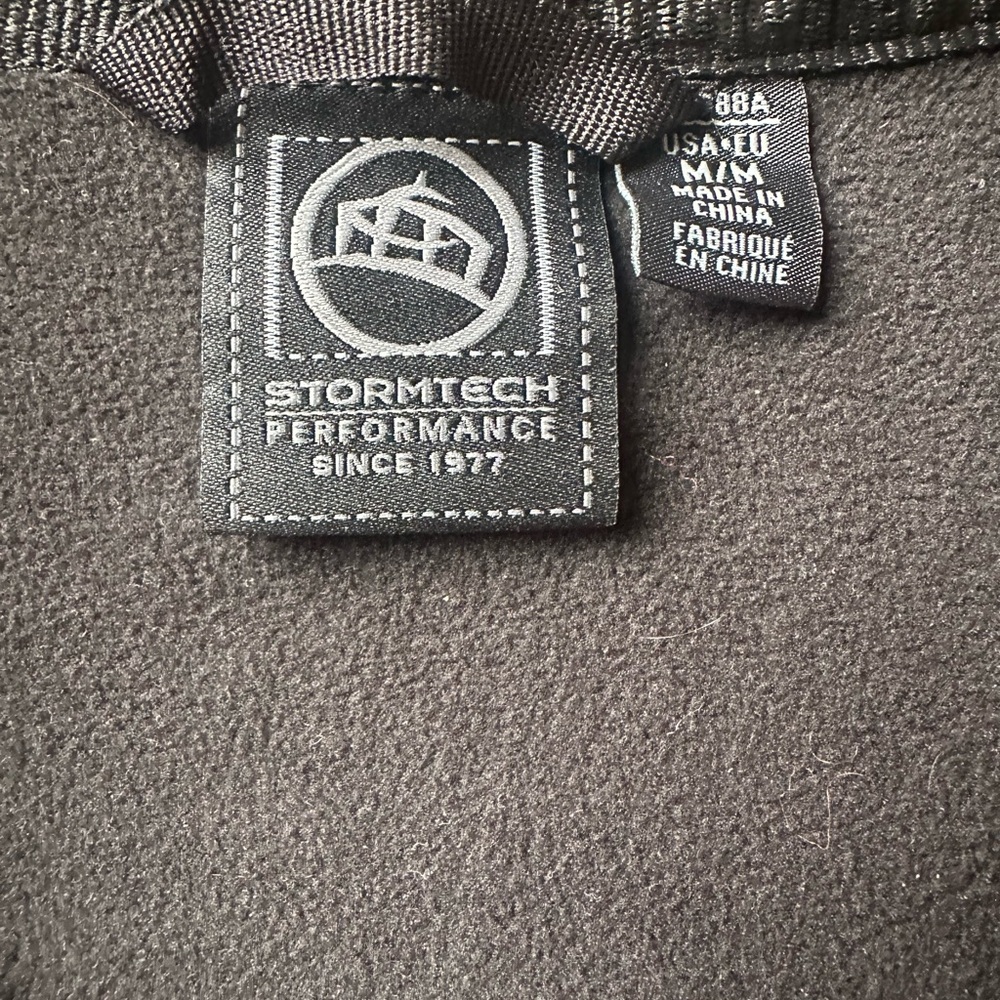 STORMTECH
PERFORMANCE
SINCE 1977
88A
USA•EU
M/M
MADE IN
CHINA
FABRIQUÉ
EN CHINE